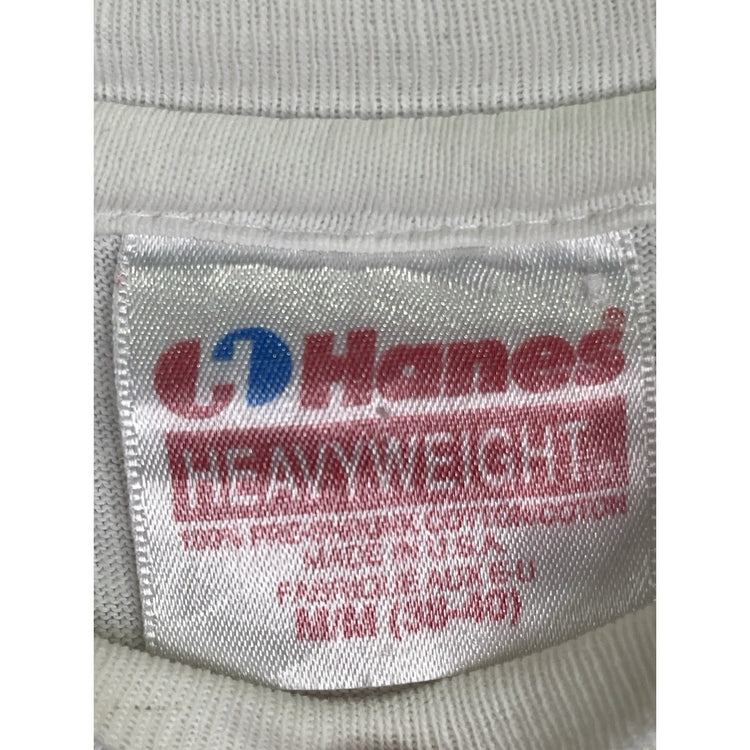 Hanes®
HEAVYWEIGHT
100% PRESHRUNK COTTON/COTON
MADE IN U.S.A.
FABRIQUE AUX E-U
M/M (38-40)